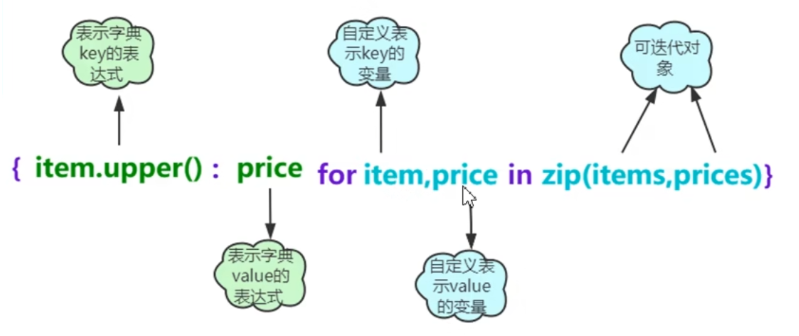 表示字典
key的表
达式
自定义表
示key的
变量
可迭代对
象
{ item.upper() : price for item,price in zip(items,prices)}
表示字典
value的
表达式
自定义表
示value
的变量